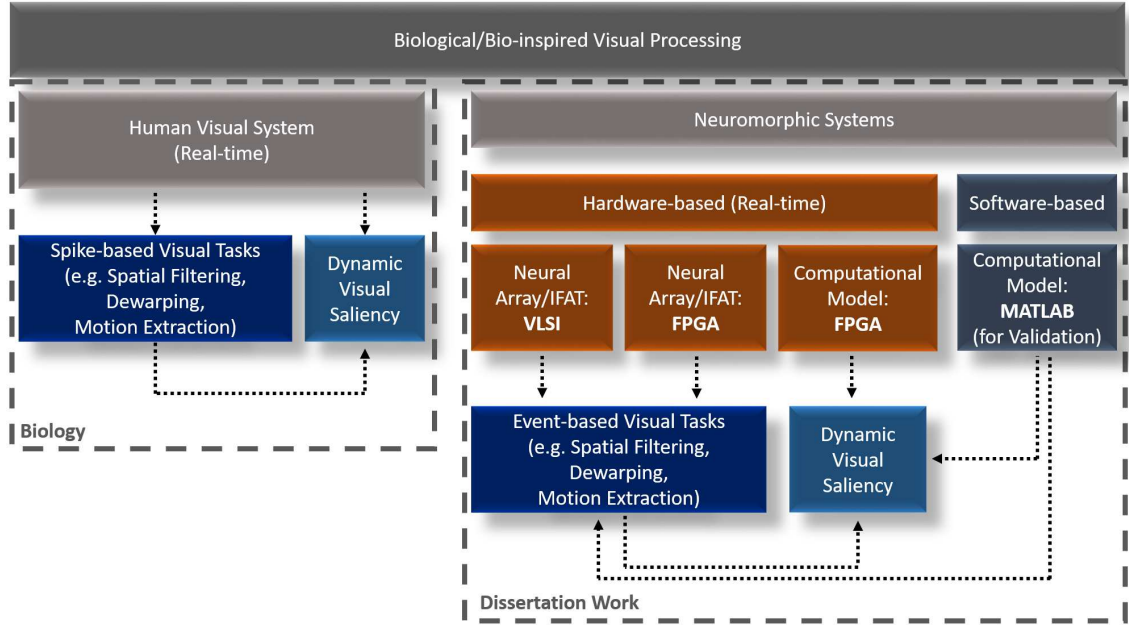 Biological/Bio-inspired Visual Processing
Human Visual System
(Real-time)
Spike-based Visual Tasks
(e.g. Spatial Filtering,
Dewarping,
Motion Extraction)
Dynamic
Visual
Saliency
Biology
Neuromorphic Systems
Hardware-based (Real-time)
Software-based
Neural
Array/IFAT:
VLSI
Neural
Array/IFAT:
FPGA
Computational
Model:
FPGA
Computational
Model:
MATLAB
(for Validation)
Event-based Visual Tasks
(e.g. Spatial Filtering,
Dewarping,
Motion Extraction)
Dynamic
Visual
Saliency
Dissertation Work